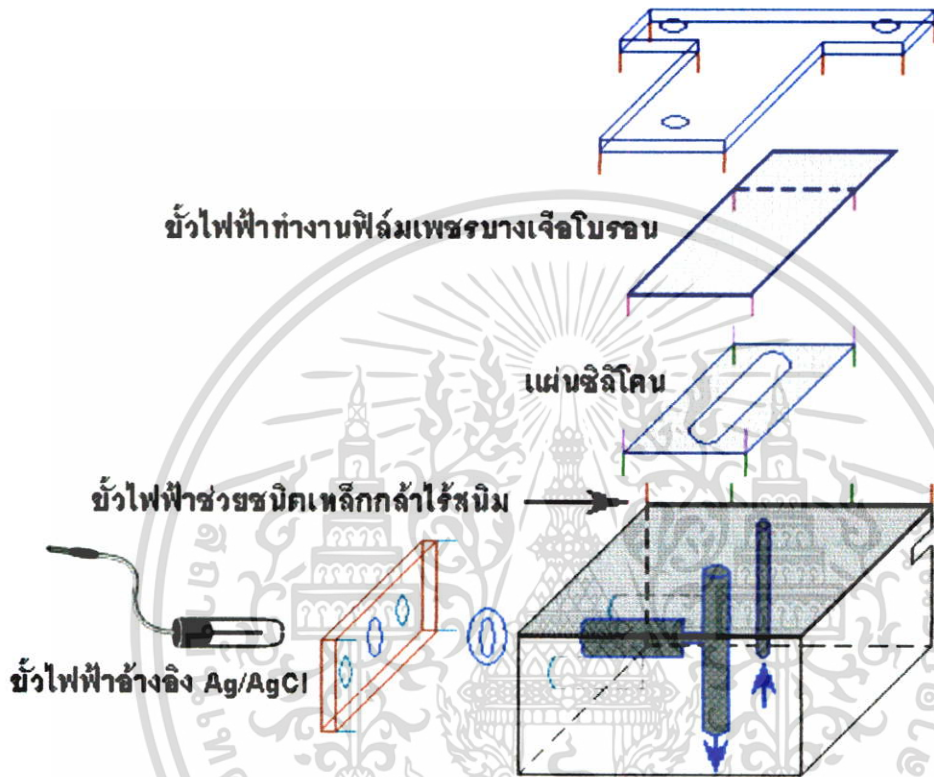 ขั้วไฟฟ้าทำงานฟิล์มเพชรบางเจือโบรอน
แผ่นซิลิโคน
ขั้วไฟฟ้าช่วยชนิดเหล็กกล้าไร้สนิม
ขั้วไฟฟ้าอ้างอิง Ag/AgCl